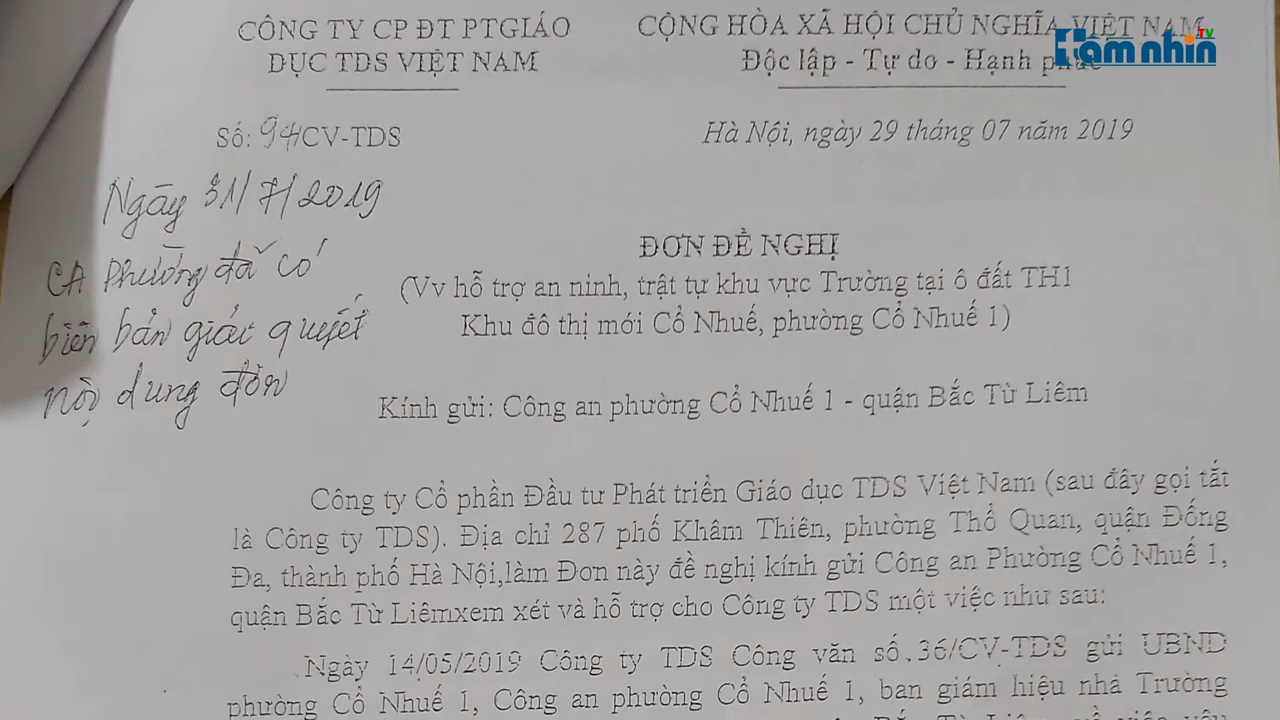 CÔNG TY CP ĐT PTGIÁO
DỤC TDS VIỆT NAM
CỘNG HÒA XÃ HỘI CHỦ NGHĨA VIỆT NAM
Độc lập - Tự do - Hạnh phúc
Tầm nhìn TV
Số: 94/CV-TDS
Hà Nội, ngày 29 tháng 07 năm 2019
Ngày 31/7/2019
CA Phường đã có
biên bản giải quyết
nội dung đơn
ĐƠN ĐỀ NGHỊ
(Vv hỗ trợ an ninh, trật tự khu vực Trường tại ô đất TH1
Khu đô thị mới Cổ Nhuế, phường Cổ Nhuế 1)
Kính gửi: Công an phường Cổ Nhuế 1 - quận Bắc Từ Liêm
Công ty Cổ phần Đầu tư Phát triển Giáo dục TDS Việt Nam (sau đây gọi tắt
là Công ty TDS). Địa chỉ 287 phố Khâm Thiên, phường Thổ Quan, quận Đống
Đa, thành phố Hà Nội,làm Đơn này đề nghị kính gửi Công an Phường Cổ Nhuế 1,
quận Bắc Từ Liêmxem xét và hỗ trợ cho Công ty TDS một việc như sau:
Ngày 14/05/2019 Công ty TDS Công văn số.36/CV-TDS gửi UBND
phường Cổ Nhuế 1, Công an phường Cổ Nhuế 1, ban giám hiệu nhà Trường